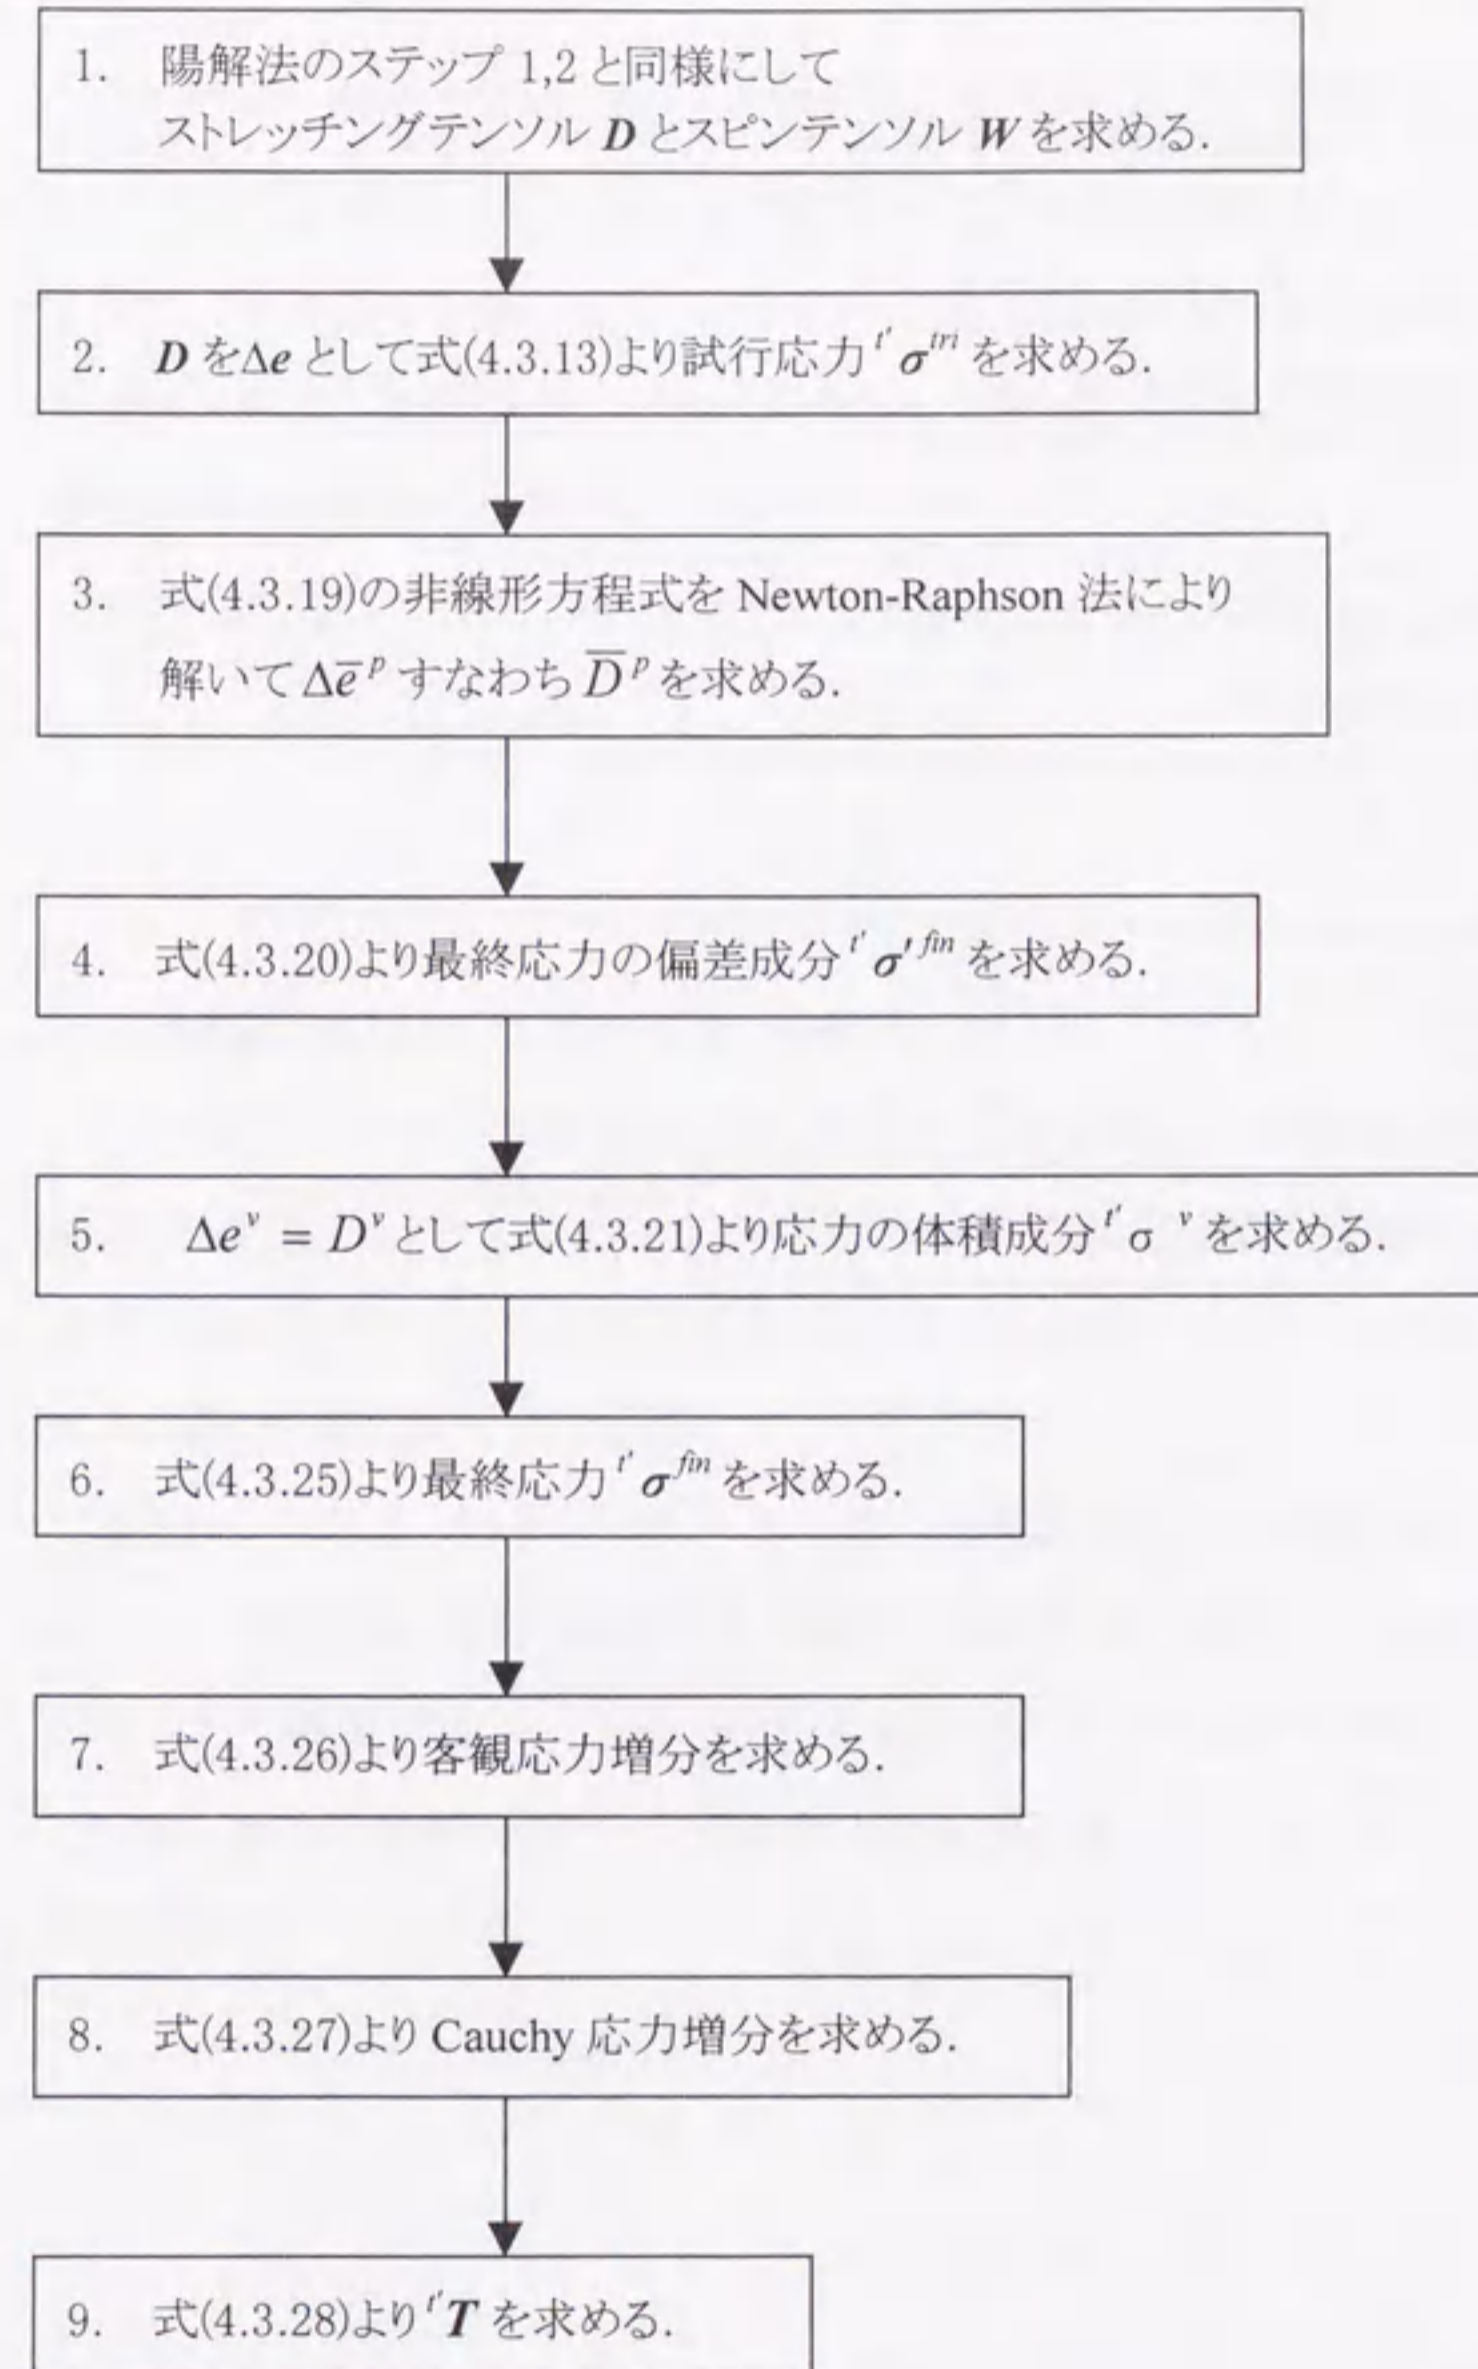 1. 陽解法のステップ 1,2 と同様にして
ストレッチングテンソル D とスピンテンソル W を求める.
2. D をΔe として式(4.3.13)より試行応力 t' σ^tri を求める.
3. 式(4.3.19)の非線形方程式を Newton-Raphson 法により
解いて Δe̅^p すなわち D̅^p を求める.
4. 式(4.3.20)より最終応力の偏差成分 t' σ'^fin を求める.
5. Δe^v = D^v として式(4.3.21)より応力の体積成分 t' σ^v を求める.
6. 式(4.3.25)より最終応力 t' σ^fin を求める.
7. 式(4.3.26)より客観応力増分を求める.
8. 式(4.3.27)より Cauchy 応力増分を求める.
9. 式(4.3.28)より t' T を求める.